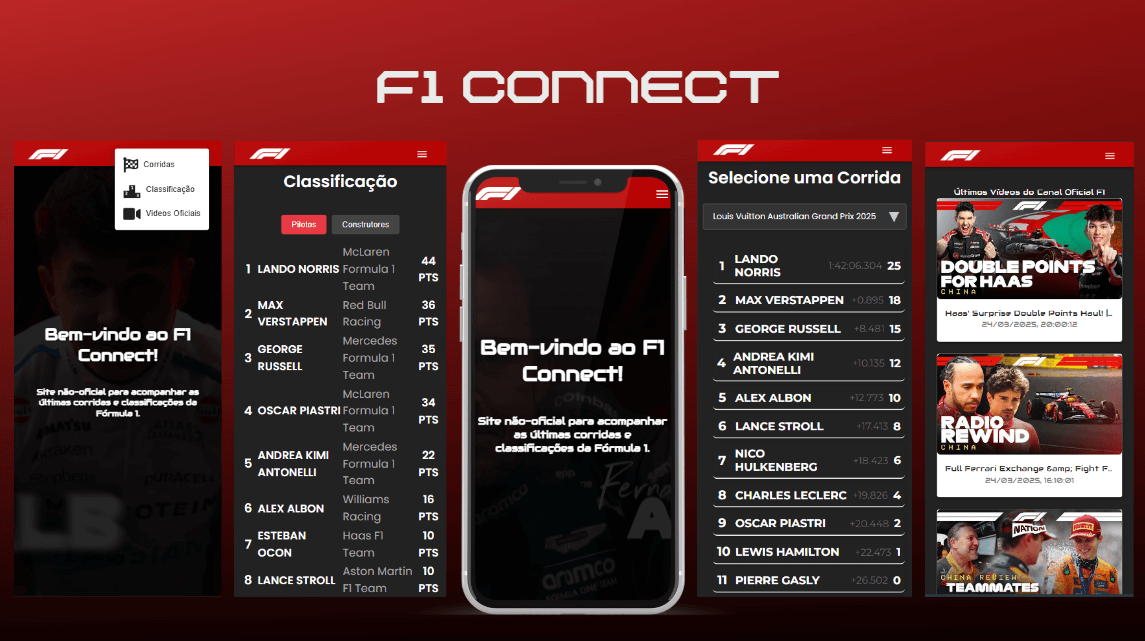 F1 CONNECT
F1
Corridas
Classificação
Videos Oficiais
Bem-vindo ao F1
Connect!
Site não-oficial para acompanhar as
últimas corridas e classificações da
Fórmula 1.
LB
F1
Classificação
Pilotos
Construtores
1 LANDO NORRIS McLaren Formula 1 Team 44 PTS
2 MAX VERSTAPPEN Red Bull Racing 36 PTS
3 GEORGE RUSSELL Mercedes Formula 1 Team 35 PTS
4 OSCAR PIASTRI McLaren Formula 1 Team 34 PTS
5 ANDREA KIMI ANTONELLI Mercedes Formula 1 Team 22 PTS
6 ALEX ALBON Williams Racing 16 PTS
7 ESTEBAN OCON Haas F1 Team 10 PTS
8 LANCE STROLL Aston Martin F1 Team 10 PTS
F1
Bem-vindo ao F1
Connect!
Site não-oficial para acompanhar
as últimas corridas e
classificações da Fórmula 1.
aramco
F1
Selecione uma Corrida
Louis Vuitton Australian Grand Prix 2025
1 LANDO NORRIS 1:42:06.304 25
2 MAX VERSTAPPEN +0.895 18
3 GEORGE RUSSELL +8.481 15
4 ANDREA KIMI ANTONELLI +10.135 12
5 ALEX ALBON +12.773 10
6 LANCE STROLL +17.413 8
7 NICO HULKENBERG +18.423 6
8 CHARLES LECLERC +19.826 4
9 OSCAR PIASTRI +20.448 2
10 LEWIS HAMILTON +22.473 1
11 PIERRE GASLY +26.502 0
F1
Últimos Vídeos do Canal Oficial F1
F1
DOUBLE POINTS
FOR HAAS
CHINA
Haas' Surprise Double Points Haul! |...
24/03/2025, 20:00:12
RADIO
REWIND
CHINA
Full Ferrari Exchange &amp; Fight F...
24/03/2025, 16:10:01
NATION
CHINA REVIEW
TEAMMATES